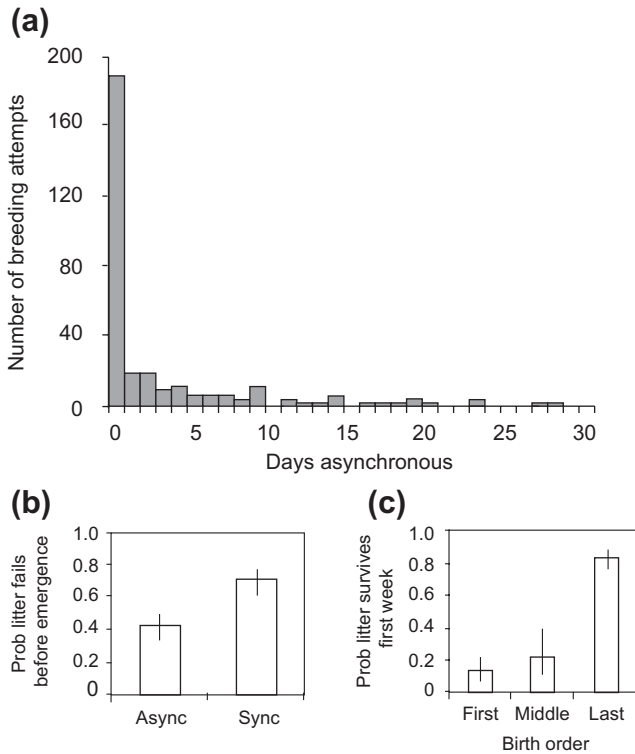 (a)
Number of breeding attempts
200
160
120
80
40
0
0 5 10 15 20 25 30
Days asynchronous
(b)
Prob litter fails
before emergence
1.0
0.8
0.6
0.4
0.2
0
Async Sync
(c)
Prob litter survives
first week
1.0
0.8
0.6
0.4
0.2
0
First Middle Last
Birth order